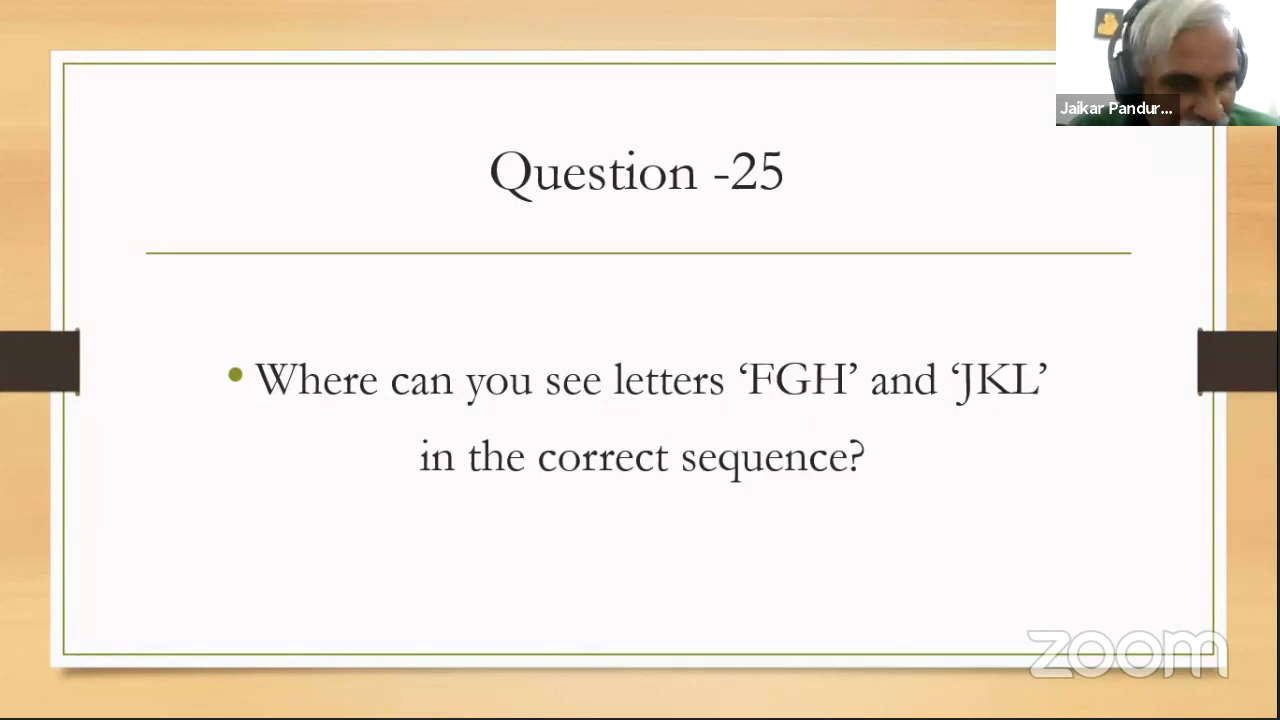 Jaikar Pandur...
Question -25
• Where can you see letters ‘FGH’ and ‘JKL’
in the correct sequence?
zoom